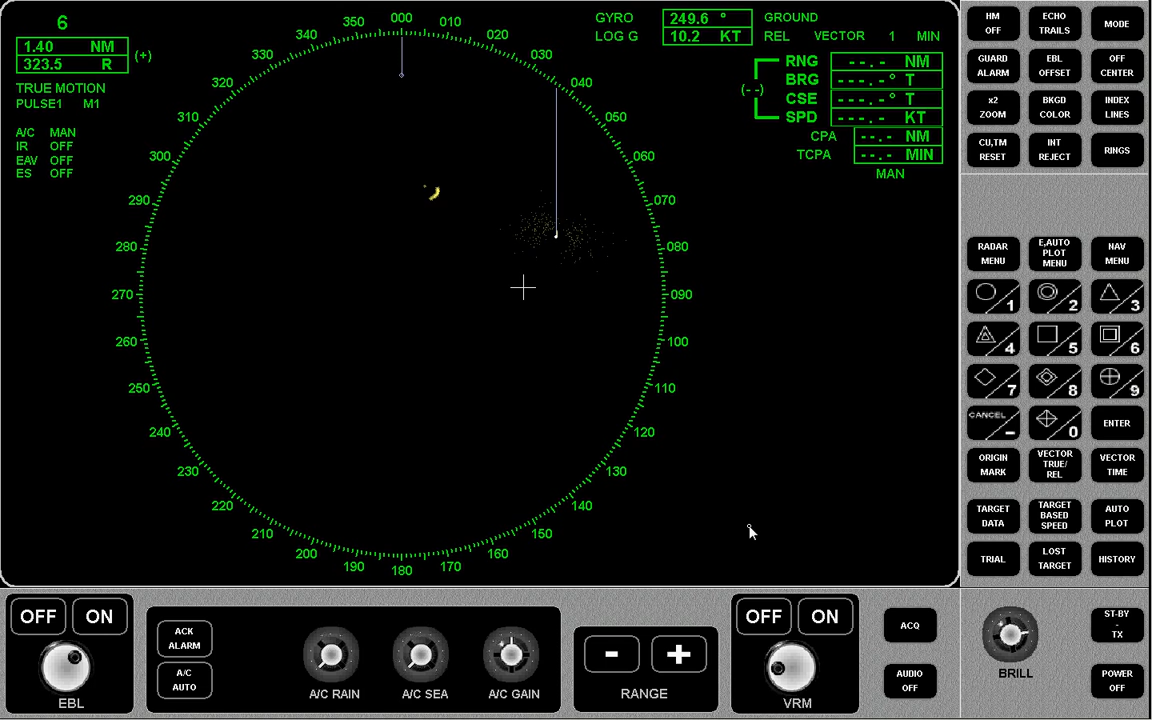 6
1.40 NM
323.5 R
(+)
TRUE MOTION
PULSE1 M1
A/C MAN
IR OFF
EAV OFF
ES OFF
000
010
020
030
040
050
060
070
080
090
100
110
120
130
140
150
160
170
180
190
200
210
220
230
240
250
260
270
280
290
300
310
320
330
340
350
GYRO 249.6 ° GROUND
LOG G 10.2 KT REL VECTOR 1 MIN
RNG --.- NM
BRG ---.-° T
(--)
CSE ---.-° T
SPD ---.- KT
CPA --.- NM
TCPA --.- MIN
MAN
HM OFF
ECHO TRAILS
MODE
GUARD ALARM
EBL OFFSET
OFF CENTER
x2 ZOOM
BKGD COLOR
INDEX LINES
CU,TM RESET
INT REJECT
RINGS
RADAR MENU
E,AUTO PLOT MENU
NAV MENU
1
2
3
4
5
6
7
8
9
CANCEL -
0
ENTER
ORIGIN MARK
VECTOR TRUE/ REL
VECTOR TIME
TARGET DATA
TARGET BASED SPEED
AUTO PLOT
TRIAL
LOST TARGET
HISTORY
OFF ON
EBL
ACK ALARM
A/C AUTO
A/C RAIN
A/C SEA
A/C GAIN
- +
RANGE
OFF ON
VRM
ACQ
AUDIO OFF
BRILL
ST-BY - TX
POWER OFF